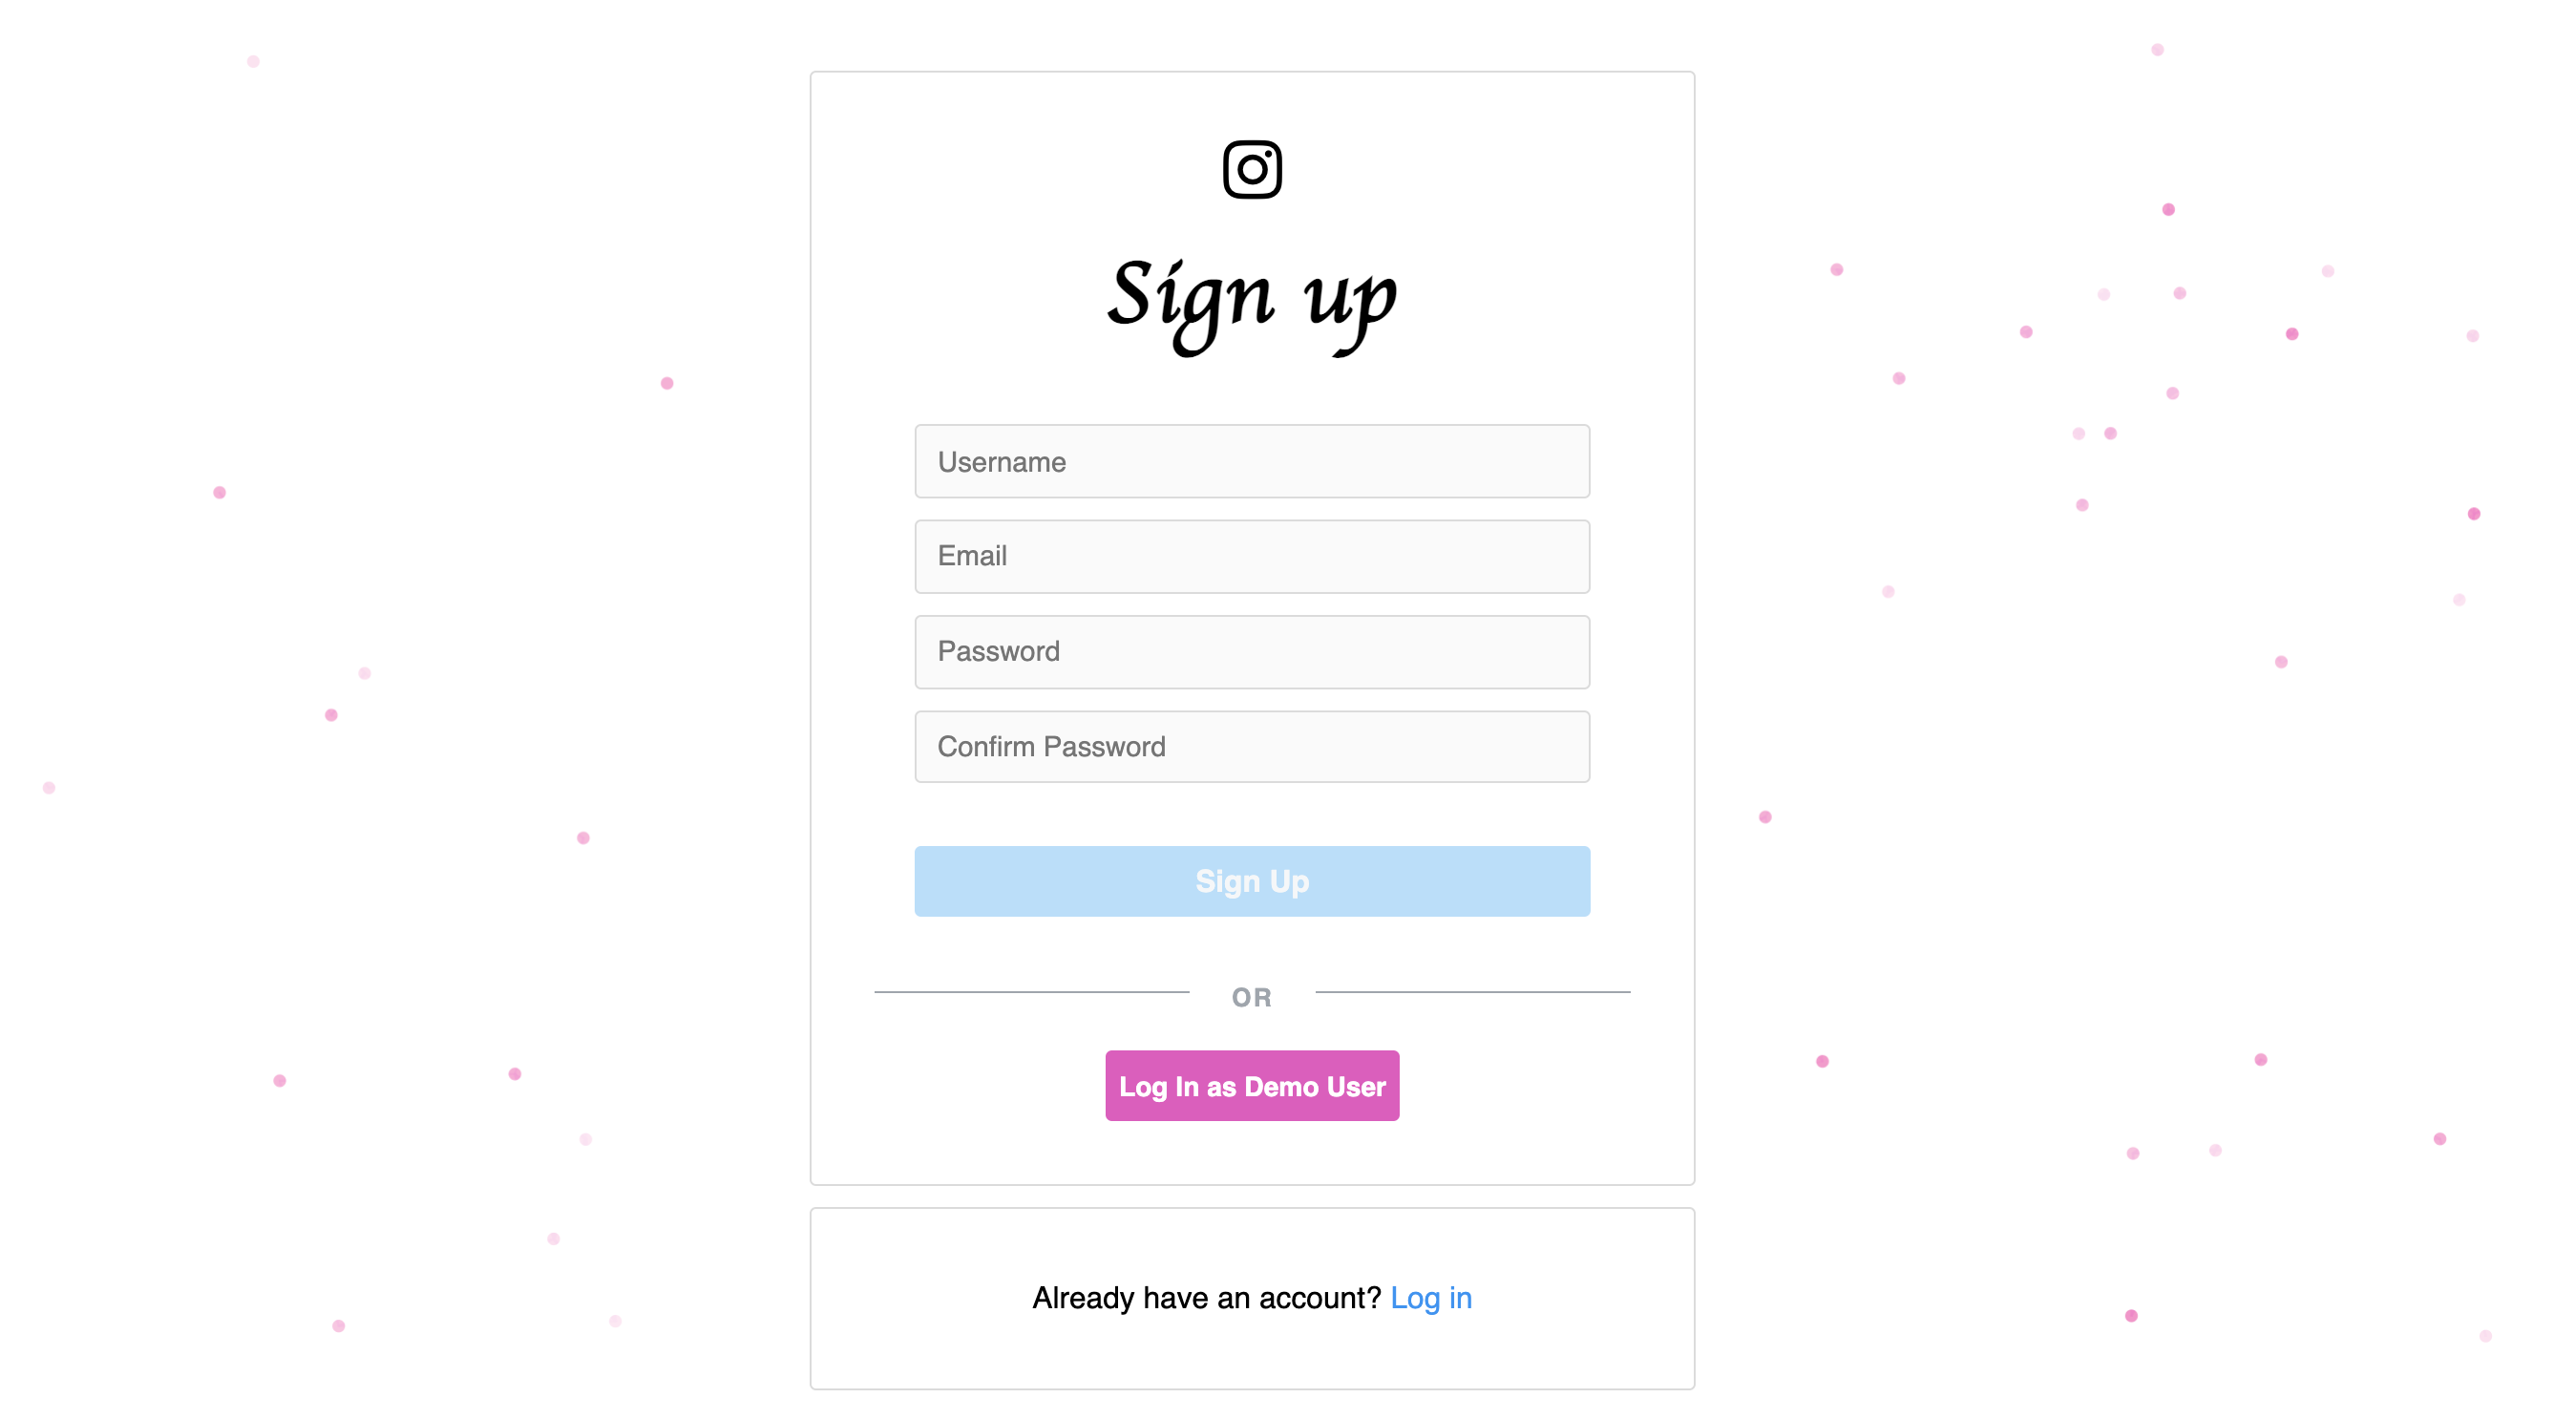 Sign up
Username
Email
Password
Confirm Password
Sign Up
OR
Log In as Demo User
Already have an account? Log in